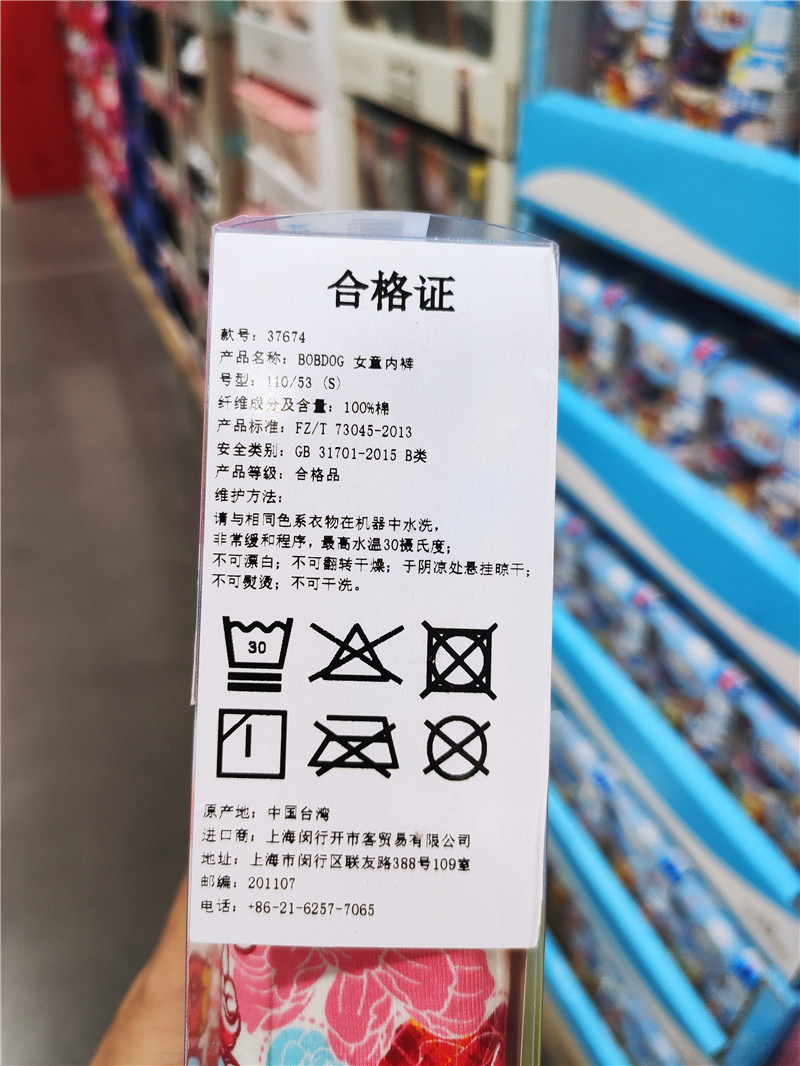 合格证
款号：37674
产品名称：BOBDOG 女童内裤
号型：110/53 (S)
纤维成分及含量：100%棉
产品标准：FZ/T 73045-2013
安全类别：GB 31701-2015 B类
产品等级：合格品
维护方法：
请与相同色系衣物在机器中水洗，
非常缓和程序，最高水温30摄氏度；
不可漂白；不可翻转干燥；于阴凉处悬挂晾干；
不可熨烫；不可干洗。
30
原产地：中国台湾
进口商：上海闵行开市客贸易有限公司
地址：上海市闵行区联友路388号109室
邮编：201107
电话：+86-21-6257-7065